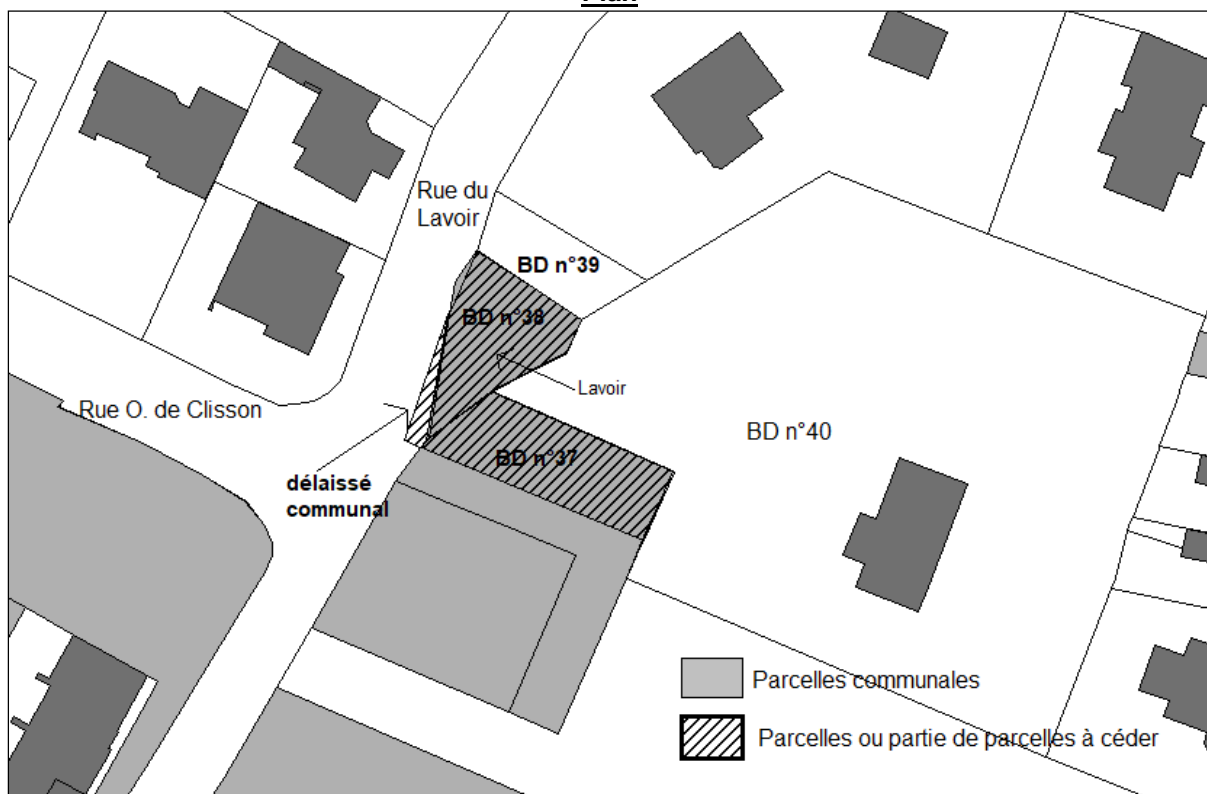 Plan
Rue du
Lavoir
BD n°39
BD n°38
Lavoir
Rue O. de Clisson
BD n°40
BD n°37
délaissé
communal
Parcelles communales
Parcelles ou partie de parcelles à céder